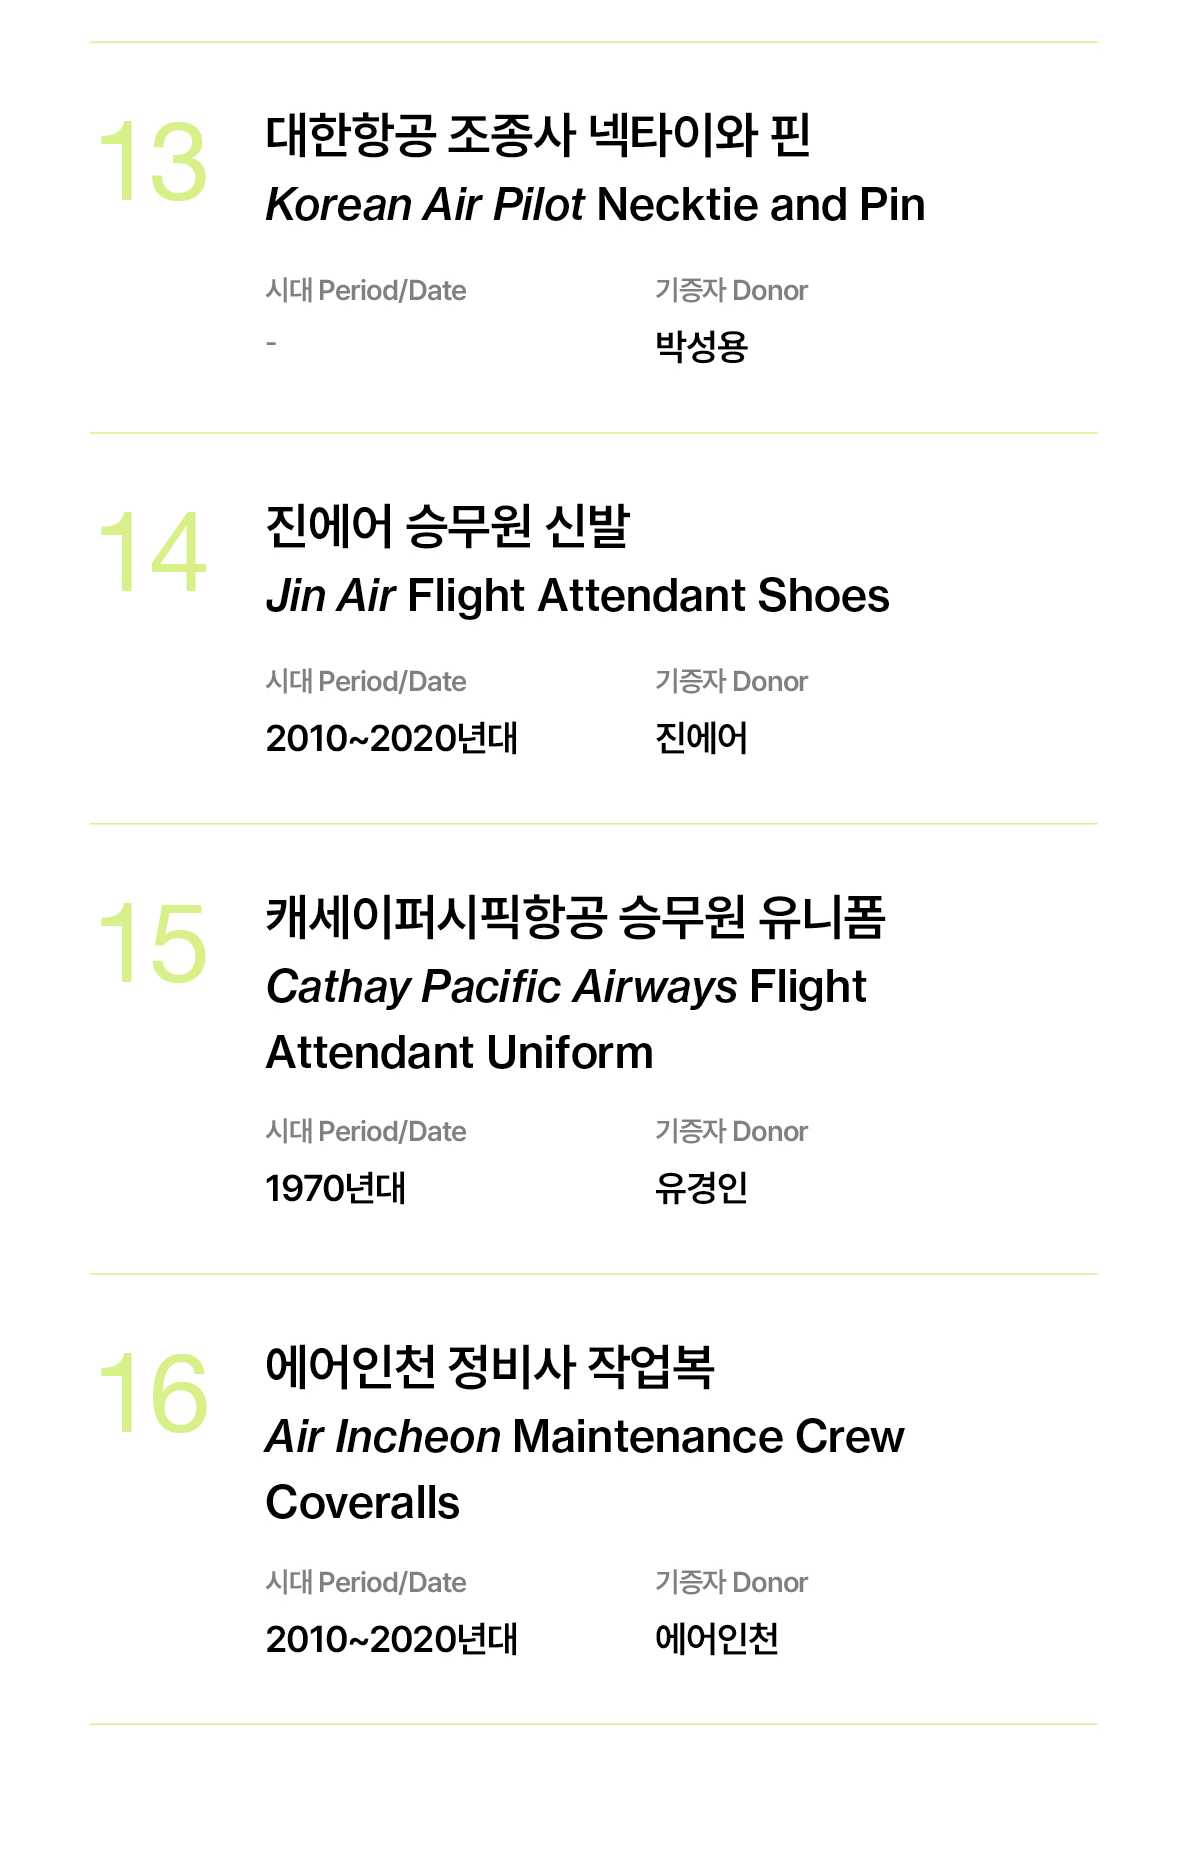 13
대한항공 조종사 넥타이와 핀
Korean Air Pilot Necktie and Pin
시대 Period/Date
기증자 Donor
-
박성용
14
진에어 승무원 신발
Jin Air Flight Attendant Shoes
시대 Period/Date
기증자 Donor
2010~2020년대
진에어
15
캐세이퍼시픽항공 승무원 유니폼
Cathay Pacific Airways Flight
Attendant Uniform
시대 Period/Date
기증자 Donor
1970년대
유경인
16
에어인천 정비사 작업복
Air Incheon Maintenance Crew
Coveralls
시대 Period/Date
기증자 Donor
2010~2020년대
에어인천